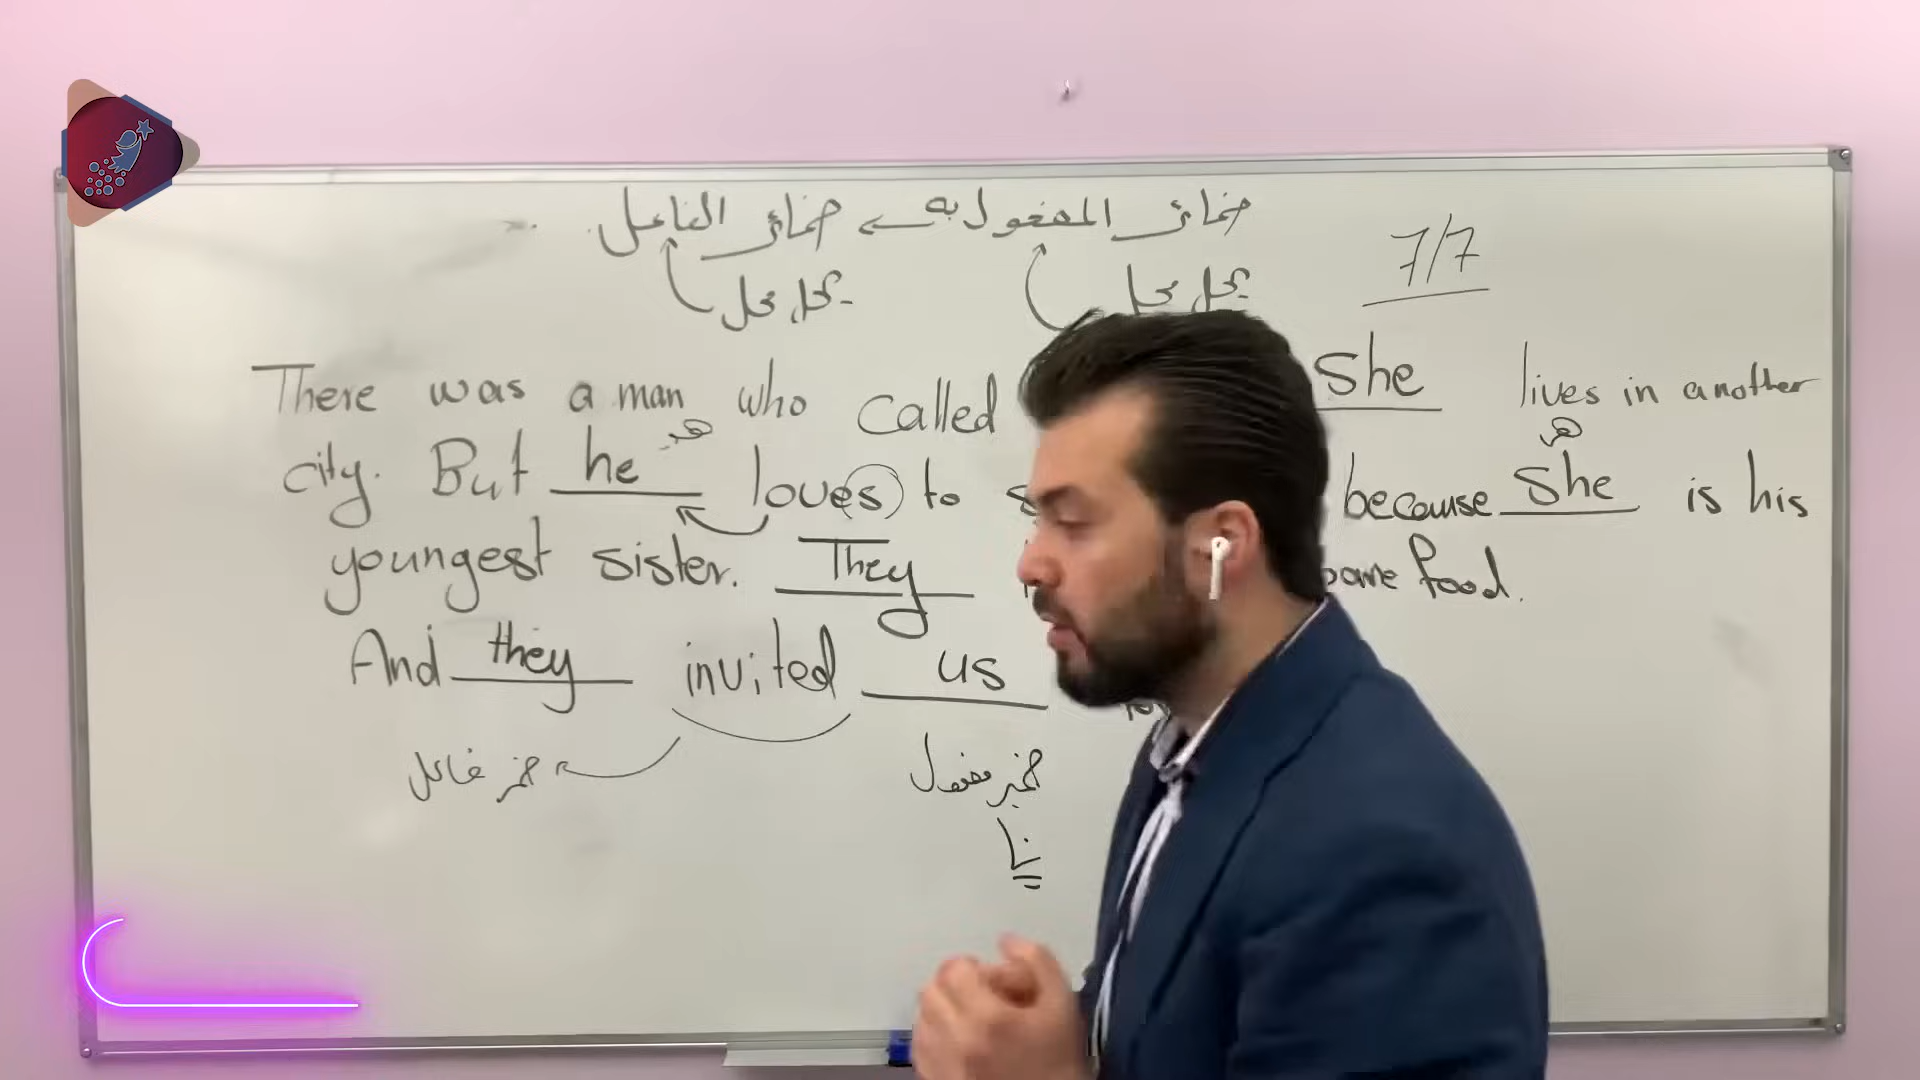 ضمائر المفعول به ← ضمائر الفاعل
يحل محل يحل محل
7/7
There was a man who called She lives in another
هو هي
city. But he loves to because She is his
youngest sister. They some food.
And they invited us
ضمير فاعل ضمير مفعول
نا